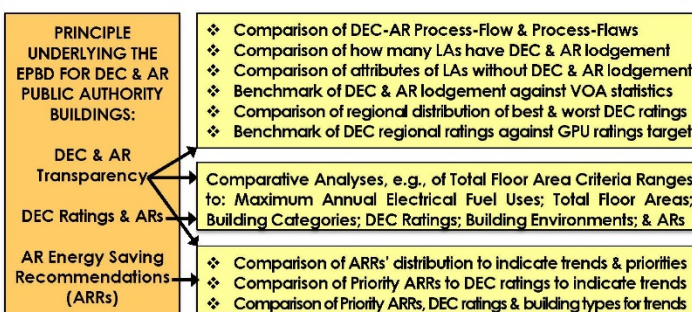 PRINCIPLE
UNDERLYING THE
EPBD FOR DEC & AR
PUBLIC AUTHORITY
BUILDINGS:
DEC & AR
Transparency
DEC Ratings & ARs
AR Energy Saving
Recommendations
(ARRs)
❖ Comparison of DEC-AR Process-Flow & Process-Flaws
❖ Comparison of how many LAs have DEC & AR lodgement
❖ Comparison of attributes of LAs without DEC & AR lodgement
❖ Benchmark of DEC & AR lodgement against VOA statistics
❖ Comparison of regional distribution of best & worst DEC ratings
❖ Benchmark of DEC regional ratings against GPU ratings target
Comparative Analyses, e.g., of Total Floor Area Criteria Ranges
to: Maximum Annual Electrical Fuel Uses; Total Floor Areas;
Building Categories; DEC Ratings; Building Environments; & ARs
❖ Comparison of ARRs' distribution to indicate trends & priorities
❖ Comparison of Priority ARRs to DEC ratings to indicate trends
❖ Comparison of Priority ARRs, DEC ratings & building types for trends